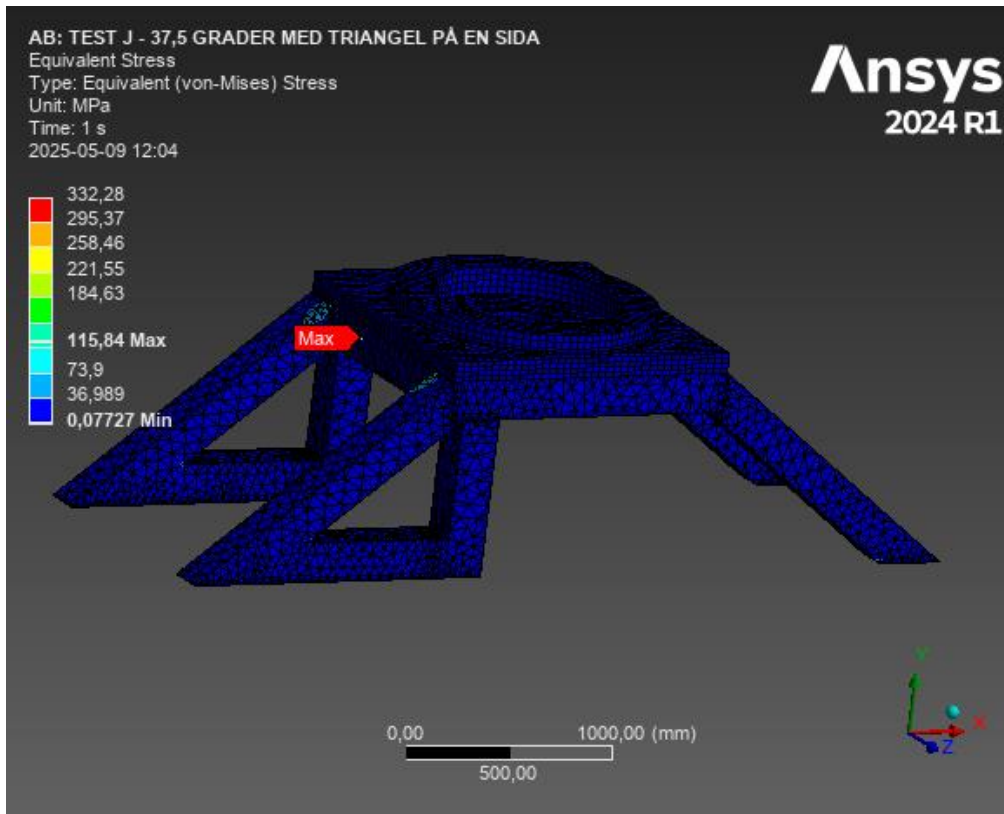 AB: TEST J - 37,5 GRADER MED TRIANGEL PÅ EN SIDA
Equivalent Stress
Type: Equivalent (von-Mises) Stress
Unit: MPa
Time: 1 s
2025-05-09 12:04
Ansys
2024 R1
332,28
295,37
258,46
221,55
184,63
115,84 Max
73,9
36,989
0,07727 Min
Max
Y
X
Z
0,00
1000,00 (mm)
500,00